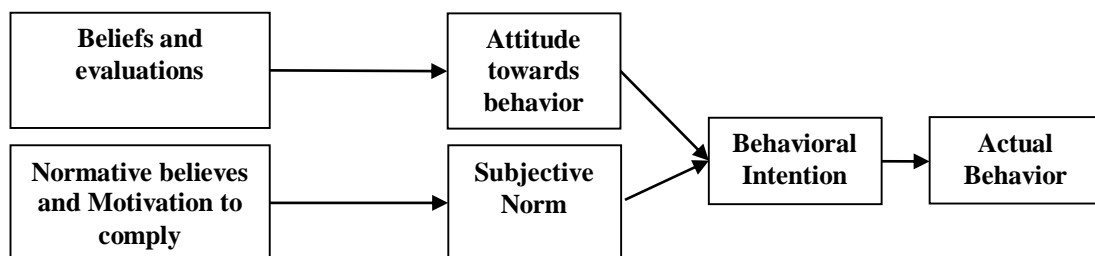 Beliefs and
evaluations
Attitude
towards
behavior
Normative believes
and Motivation to
comply
Subjective
Norm
Behavioral
Intention
Actual
Behavior